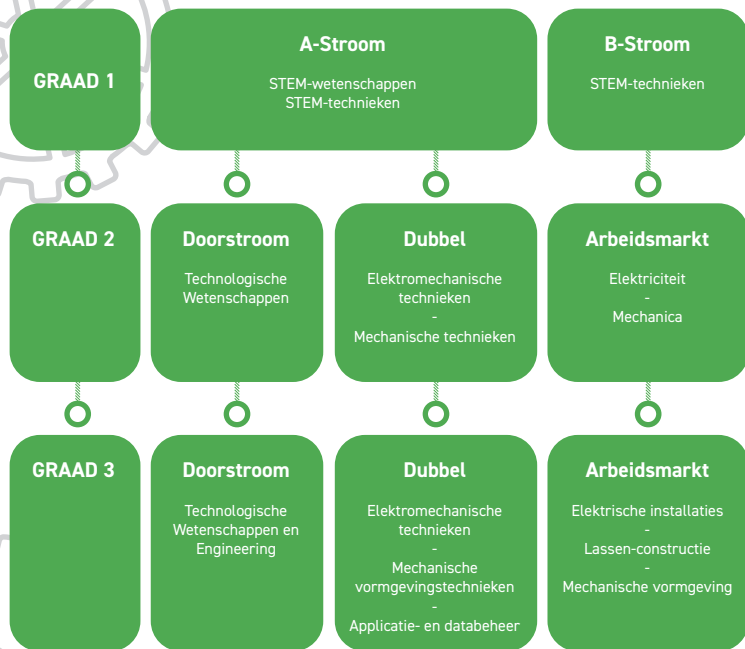 GRAAD 1
A-Stroom
STEM-wetenschappen
STEM-technieken
B-Stroom
STEM-technieken
GRAAD 2
Doorstroom
Technologische
Wetenschappen
Dubbel
Elektromechanische
technieken
-
Mechanische technieken
Arbeidsmarkt
Elektriciteit
-
Mechanica
GRAAD 3
Doorstroom
Technologische
Wetenschappen en
Engineering
Dubbel
Elektromechanische
technieken
-
Mechanische
vormgevingstechnieken
-
Applicatie- en databeheer
Arbeidsmarkt
Elektrische installaties
-
Lassen-constructie
-
Mechanische vormgeving